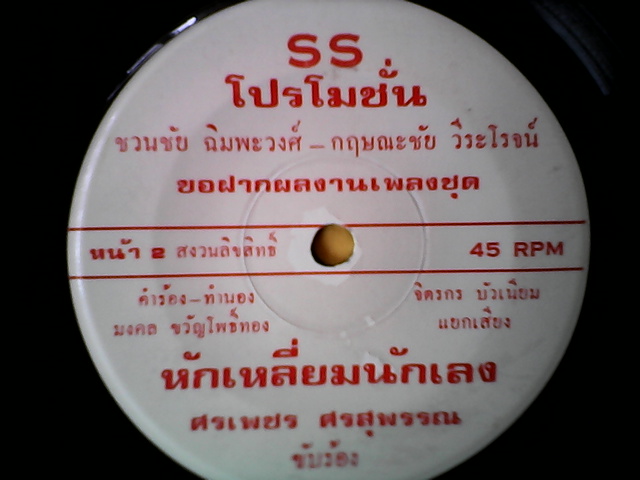 SS
โปรโมชั่น
ชวนชัย ฉิมพะวงศ์ – กฤษณะชัย วีระโรจน์
ขอฝากผลงานเพลงชุด
หน้า 2 สงวนลิขสิทธิ์ 45 RPM
คำร้อง – ทำนอง
มงคล ขวัญโพธิ์ทอง
จิตรกร บัวเนียม
แยกเสียง
หักเหลี่ยมนักเลง
ศรเพชร ศรสุพรรณ
ขับร้อง